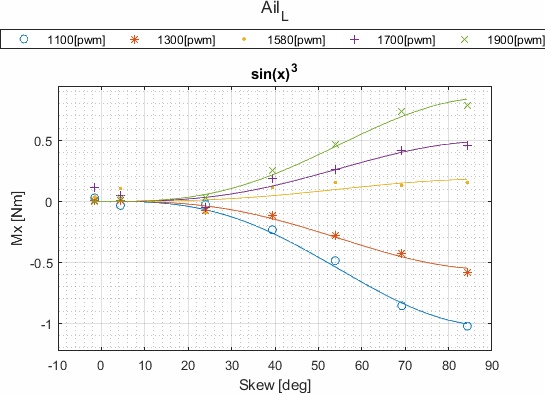 Ail_L
1100[pwm] 1300[pwm] 1580[pwm] 1700[pwm] 1900[pwm]
sin(x)³
0.5
0
-0.5
-1
Mx [Nm]
-10 0 10 20 30 40 50 60 70 80 90
Skew [deg]